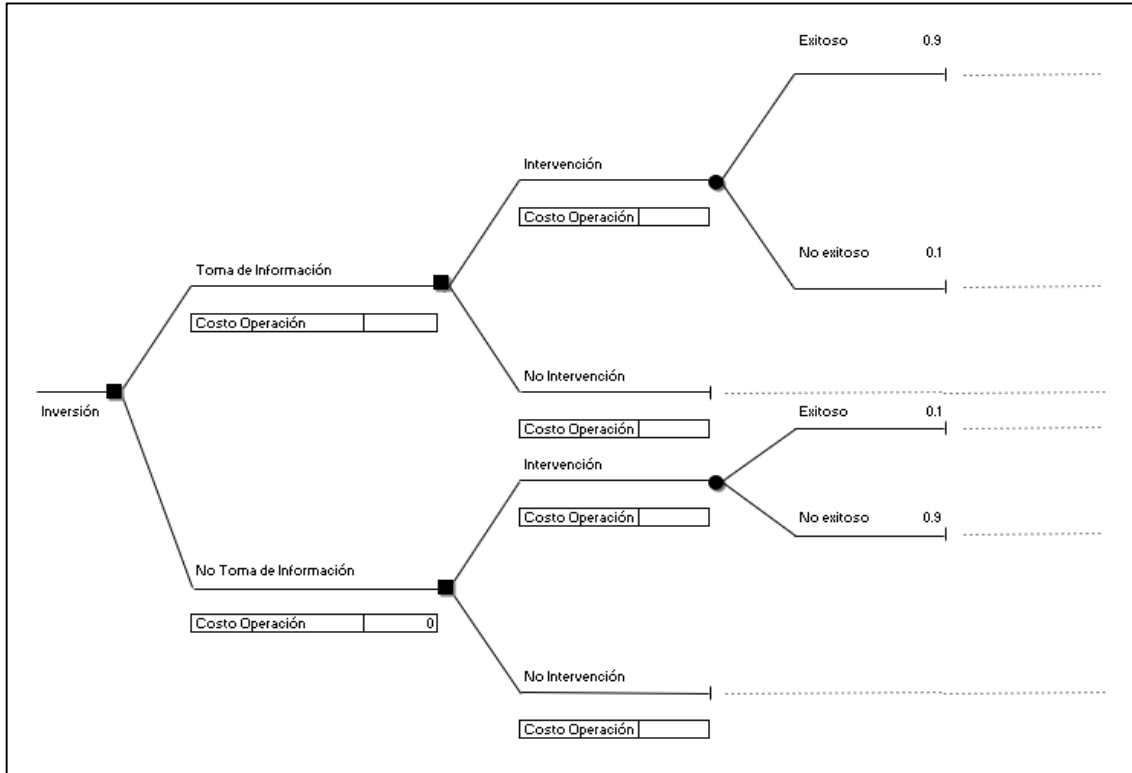 Exitoso 0.9
Intervención
Costo Operación
No exitoso 0.1
Toma de Información
Costo Operación
No Intervención
Inversión
Exitoso 0.1
Costo Operación
Intervención
Costo Operación
No exitoso 0.9
No Toma de Información
Costo Operación 0
No Intervención
Costo Operación